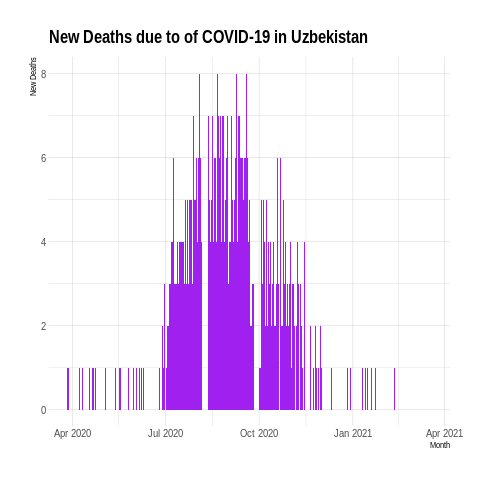 New Deaths due to of COVID-19 in Uzbekistan
New Deaths
8
6
4
2
0
Apr 2020 Jul 2020 Oct 2020 Jan 2021 Apr 2021
Month